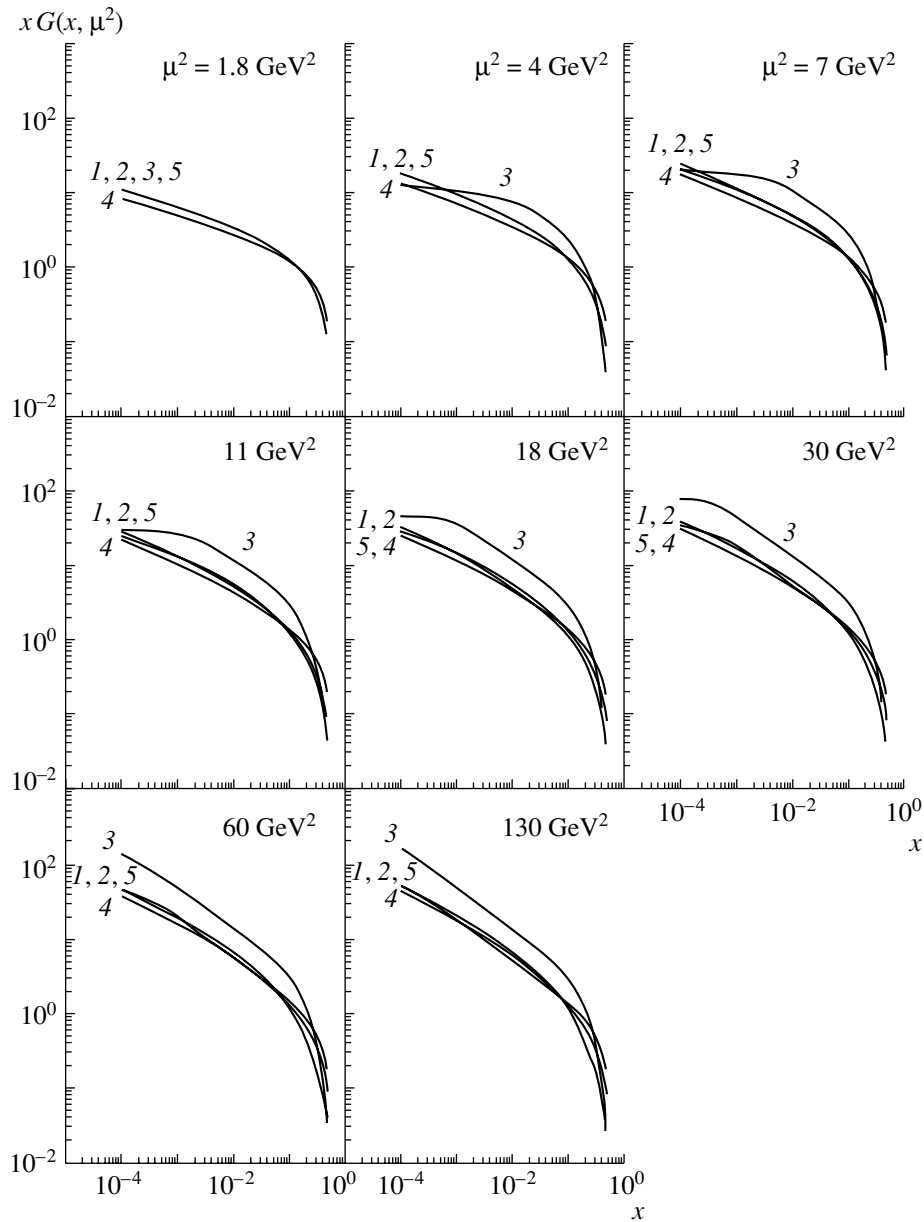 x G(x, μ²)
μ² = 1.8 GeV²
μ² = 4 GeV²
μ² = 7 GeV²
10²
1, 2, 3, 5
4
1, 2, 5
4
3
1, 2, 5
4
3
10⁰
10⁻²
11 GeV²
18 GeV²
30 GeV²
10²
1, 2, 5
4
3
1, 2
5, 4
3
1, 2
5, 4
3
10⁰
10⁻²
10⁻⁴
10⁻²
10⁰
x
60 GeV²
130 GeV²
3
3
10²
1, 2, 5
4
1, 2, 5
4
10⁰
10⁻²
10⁻⁴
10⁻²
10⁰
10⁻⁴
10⁻²
10⁰
x